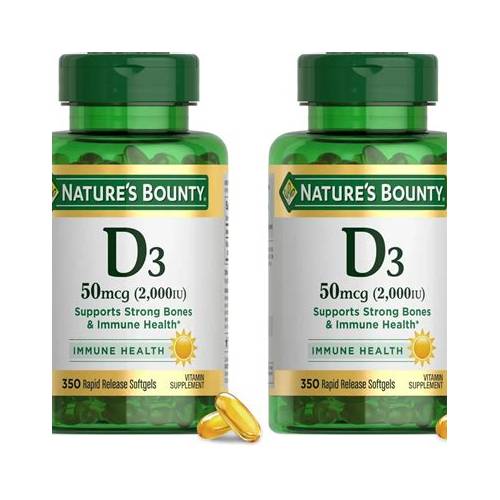 NATURE'S BOUNTY®
D3
50mcg (2,000IU)
Supports Strong Bones
& Immune Health*
IMMUNE HEALTH
350 Rapid Release Softgels
VITAMIN
SUPPLEMENT
NATURE'S BOUNTY®
D3
50mcg (2,000IU)
Supports Strong Bones
& Immune Health*
IMMUNE HEALTH
350 Rapid Release Softgels
VITAMIN
SUPPLEMENT